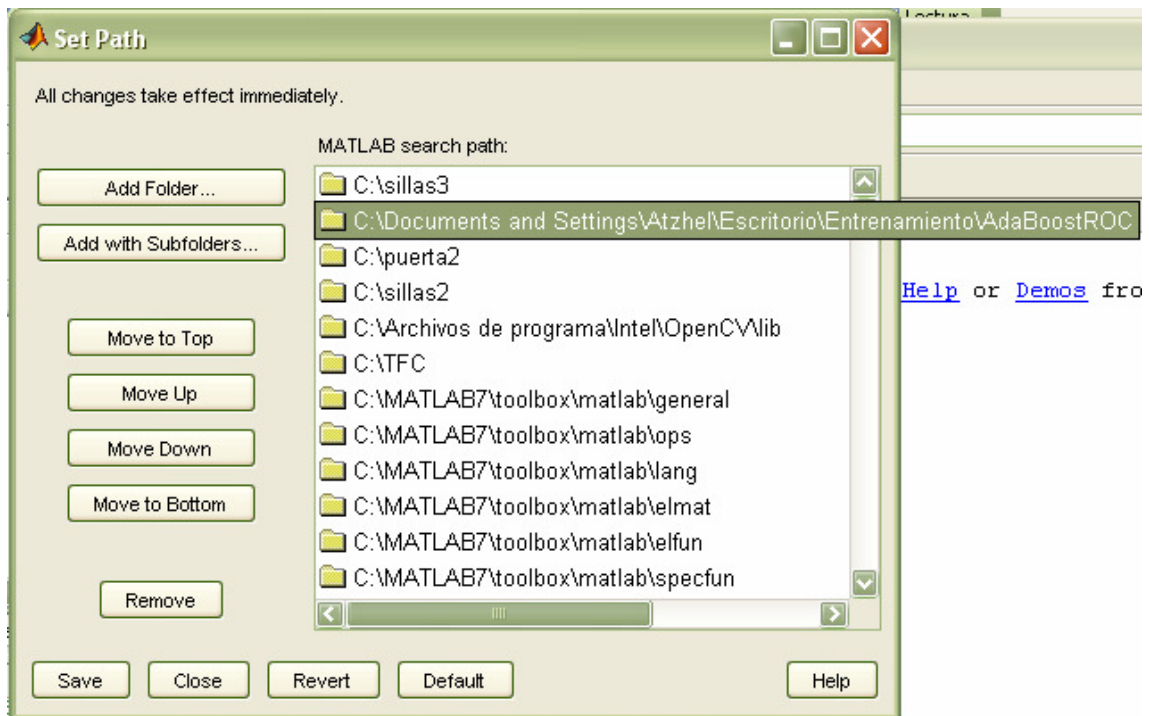 Lectura
Set Path
All changes take effect immediately.
MATLAB search path:
Add Folder...
Add with Subfolders...
Move to Top
Move Up
Move Down
Move to Bottom
Remove
C:\sillas3
C:\Documents and Settings\Atzhel\Escritorio\Entrenamiento\AdaBoostROC
C:\puerta2
C:\sillas2
C:\Archivos de programa\Intel\OpenCV\lib
C:\TFC
C:\MATLAB7\toolbox\matlab\general
C:\MATLAB7\toolbox\matlab\ops
C:\MATLAB7\toolbox\matlab\lang
C:\MATLAB7\toolbox\matlab\elmat
C:\MATLAB7\toolbox\matlab\elfun
C:\MATLAB7\toolbox\matlab\specfun
Help or Demos fro
Save Close Revert Default Help